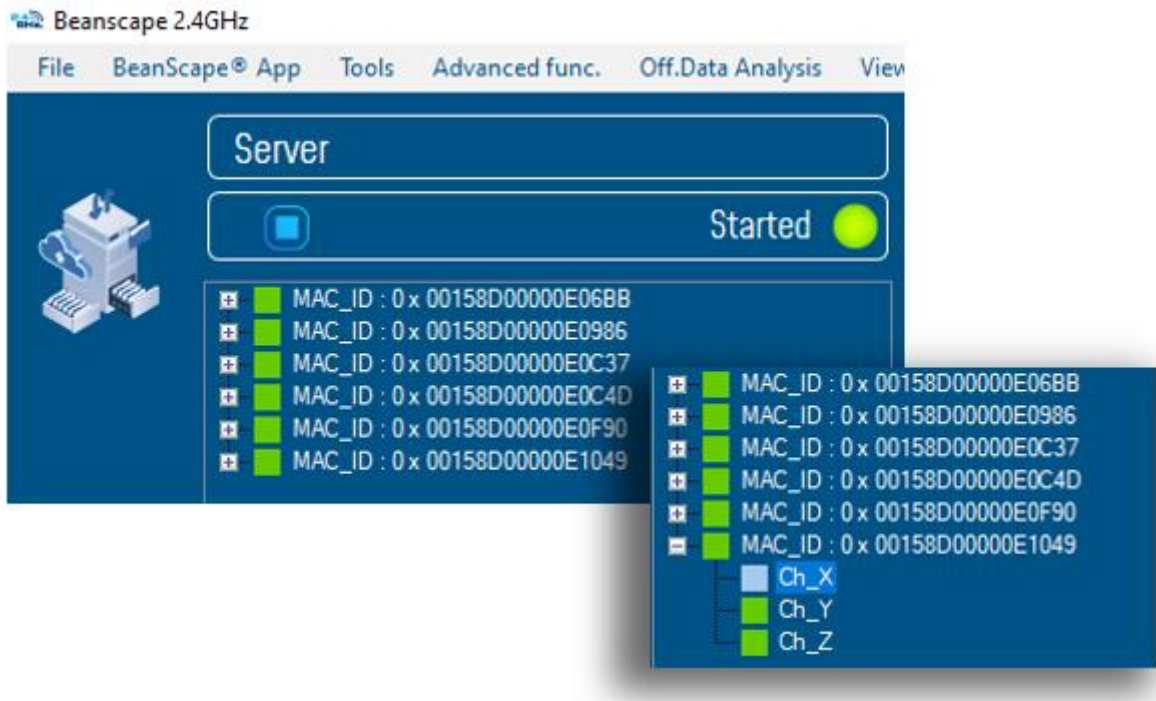 Beanscape 2.4GHz
File BeanScape® App Tools Advanced func. Off.Data Analysis View
Server
Started
MAC_ID : 0 x 00158D00000E06BB
MAC_ID : 0 x 00158D00000E0986
MAC_ID : 0 x 00158D00000E0C37
MAC_ID : 0 x 00158D00000E0C4D
MAC_ID : 0 x 00158D00000E0F90
MAC_ID : 0 x 00158D00000E1049
MAC_ID : 0 x 00158D00000E06BB
MAC_ID : 0 x 00158D00000E0986
MAC_ID : 0 x 00158D00000E0C37
MAC_ID : 0 x 00158D00000E0C4D
MAC_ID : 0 x 00158D00000E0F90
MAC_ID : 0 x 00158D00000E1049
Ch_X
Ch_Y
Ch_Z